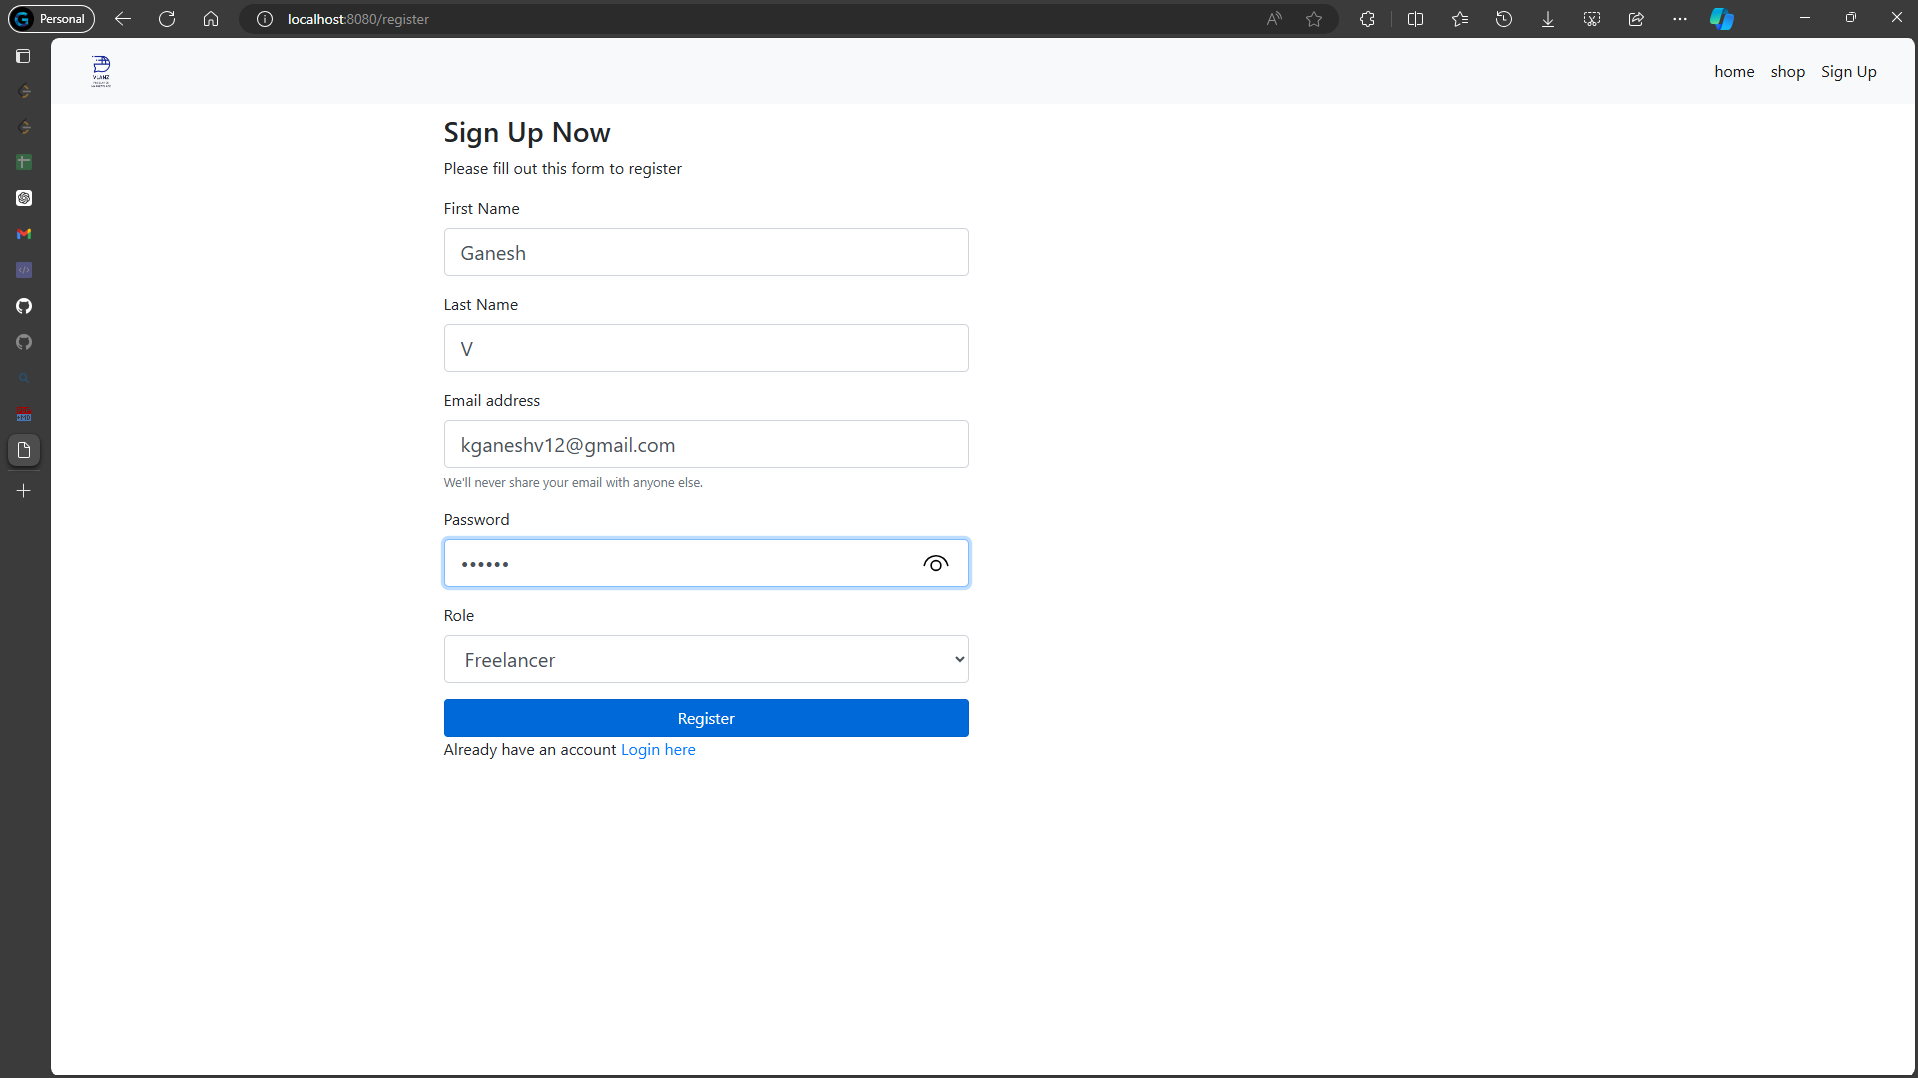 Personal
localhost:8080/register
home shop Sign Up
Sign Up Now
Please fill out this form to register
First Name
Ganesh
Last Name
V
Email address
kganeshv12@gmail.com
We'll never share your email with anyone else.
Password
••••••
Role
Freelancer
Register
Already have an account Login here